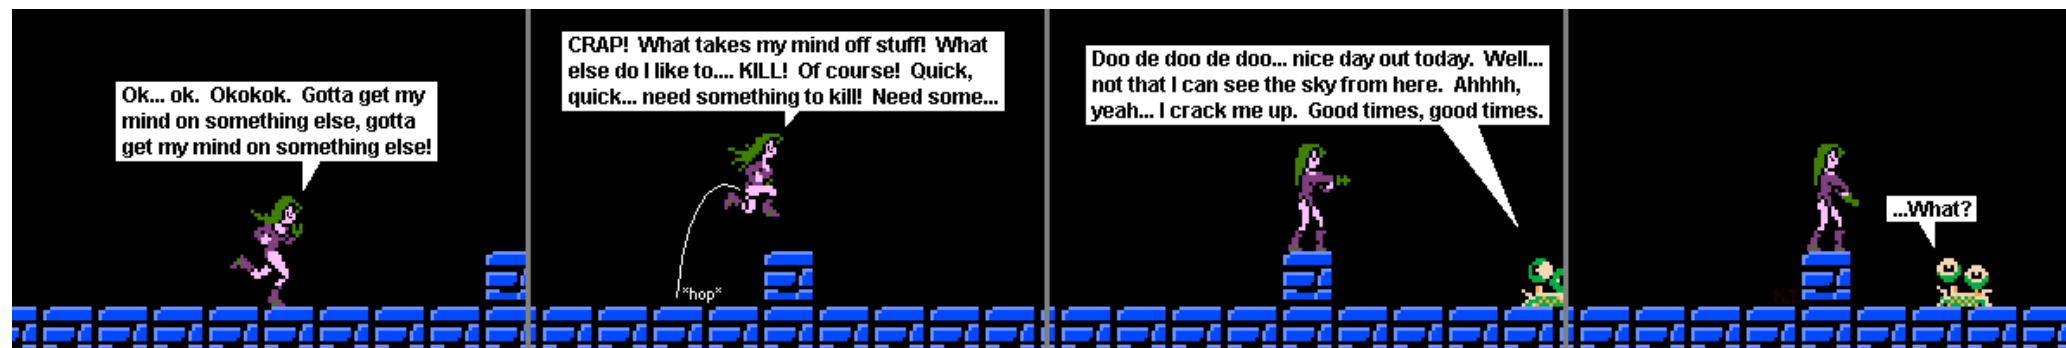 Ok... ok.  Okokok.  Gotta get my
mind on something else, gotta
get my mind on something else!
CRAP!  What takes my mind off stuff!  What
else do I like to.... KILL!  Of course!  Quick,
quick... need something to kill!  Need some...
*hop*
Doo de doo de doo... nice day out today.  Well...
not that I can see the sky from here.  Ahhhh,
yeah... I crack me up.  Good times, good times.
...What?